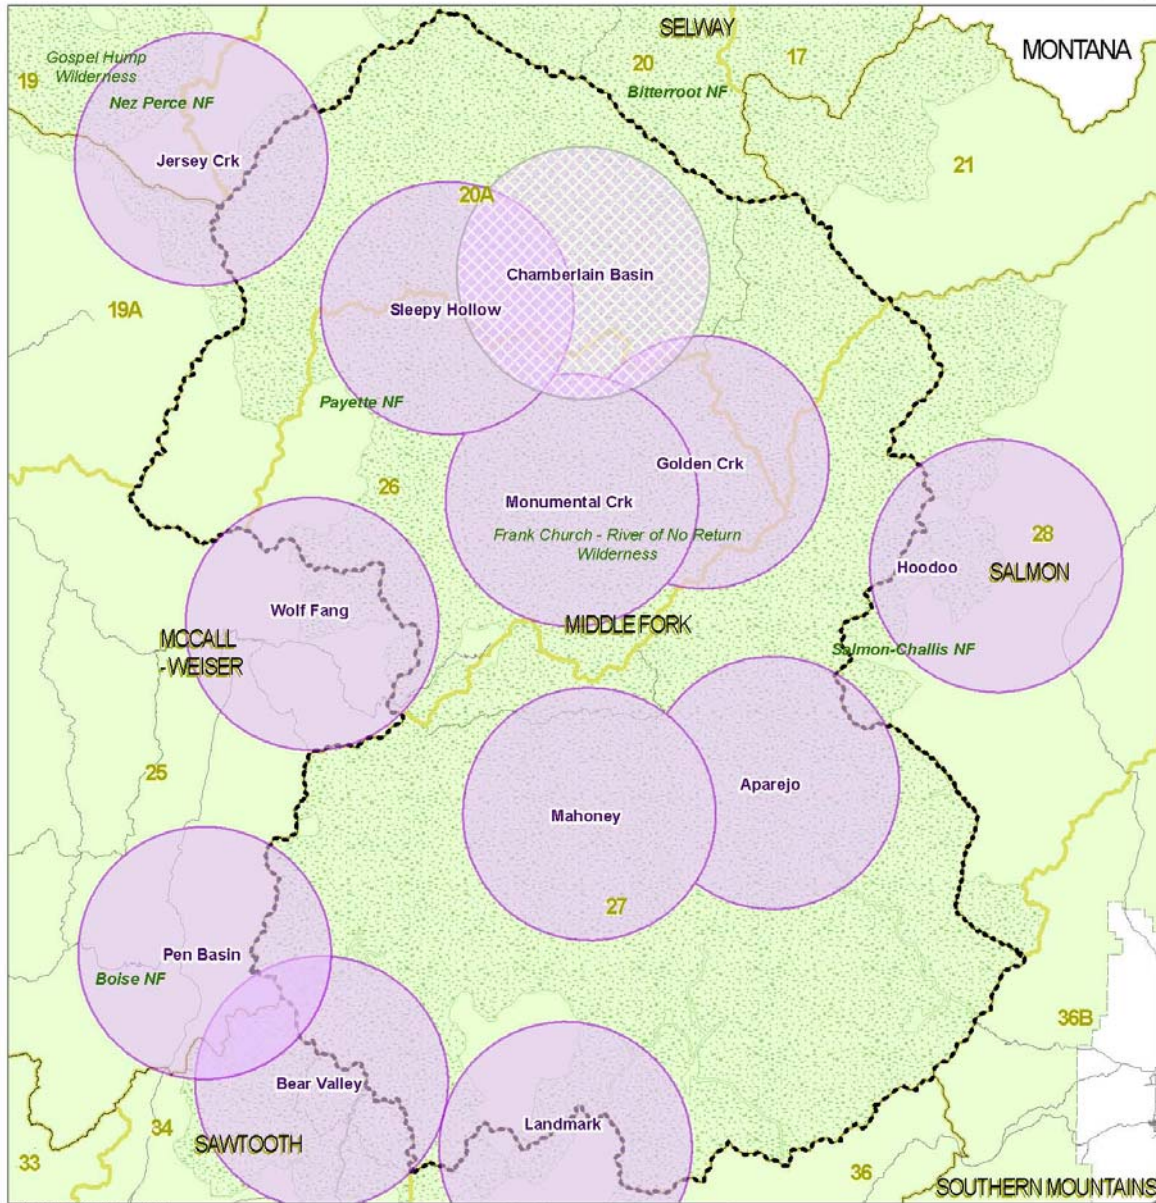 SELWAY
MONTANA
Gospel Hump
Wilderness
19
20
17
Nez Perce NF
Bitterroot NF
Jersey Crk
21
20A
Chamberlain Basin
19A
Sleepy Hollow
Payette NF
Golden Crk
26
Monumental Crk
Frank Church - River of No Return
Wilderness
28
Hoodoo
SALMON
Wolf Fang
MIDDLE FORK
MCCALL
- WEISER
Salmon-Challis NF
25
Aparejo
Mahoney
27
Pen Basin
Boise NF
36B
Bear Valley
Landmark
34
SAWTOOTH
33
36
SOUTHERN MOUNTAINS